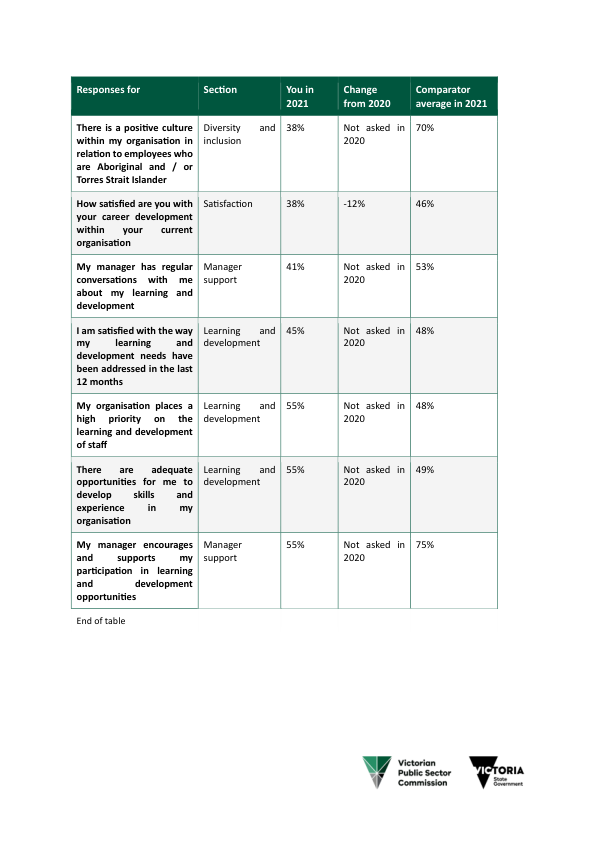 Responses for
Section
You in
2021
Change
from 2020
Comparator
average in 2021
There is a positive culture
within my organisation in
relation to employees who
are Aboriginal and / or
Torres Strait Islander
Diversity and
inclusion
38%
Not asked in
2020
70%
How satisfied are you with
your career development
within your current
organisation
Satisfaction
38%
-12%
46%
My manager has regular
conversations with me
about my learning and
development
Manager
support
41%
Not asked in
2020
53%
I am satisfied with the way
my learning and
development needs have
been addressed in the last
12 months
Learning and
development
45%
Not asked in
2020
48%
My organisation places a
high priority on the
learning and development
of staff
Learning and
development
55%
Not asked in
2020
48%
There are adequate
opportunities for me to
develop skills and
experience in my
organisation
Learning and
development
55%
Not asked in
2020
49%
My manager encourages
and supports my
participation in learning
and development
opportunities
Manager
support
55%
Not asked in
2020
75%
End of table
Victorian
Public Sector
Commission
VICTORIA
State
Government